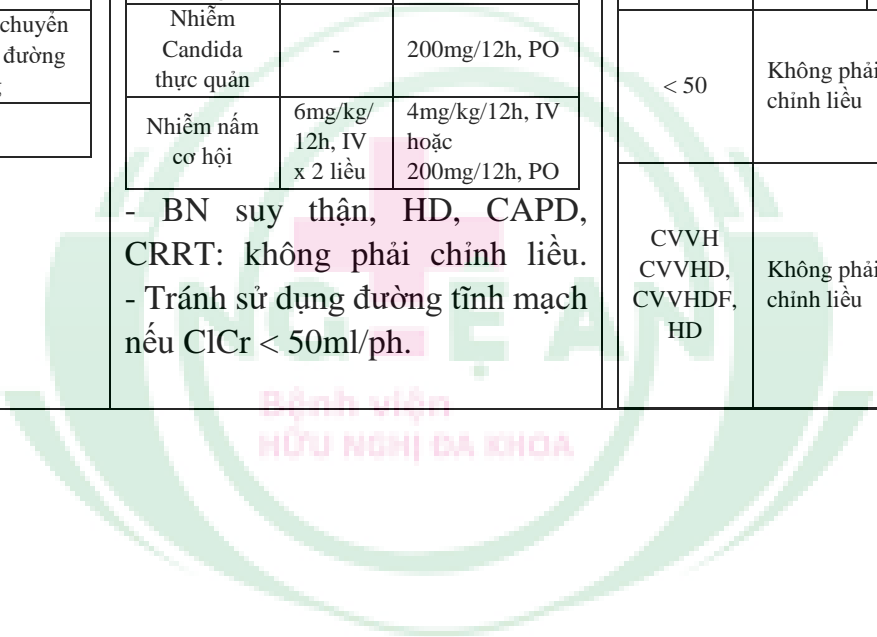 chuyển
đường
Nhiễm
Candida
thực quản
-
200mg/12h, PO
Nhiễm nấm
cơ hội
6mg/kg/
12h, IV
x 2 liều
4mg/kg/12h, IV
hoặc
200mg/12h, PO
- BN suy thận, HD, CAPD,
CRRT: không phải chỉnh liều.
- Tránh sử dụng đường tĩnh mạch
nếu ClCr < 50ml/ph.
< 50
Không phải
chỉnh liều
CVVH
CVVHD,
CVVHDF,
HD
Không phải
chỉnh liều
NGHỆ AN
Bệnh viện
HỮU NGHỊ ĐA KHOA